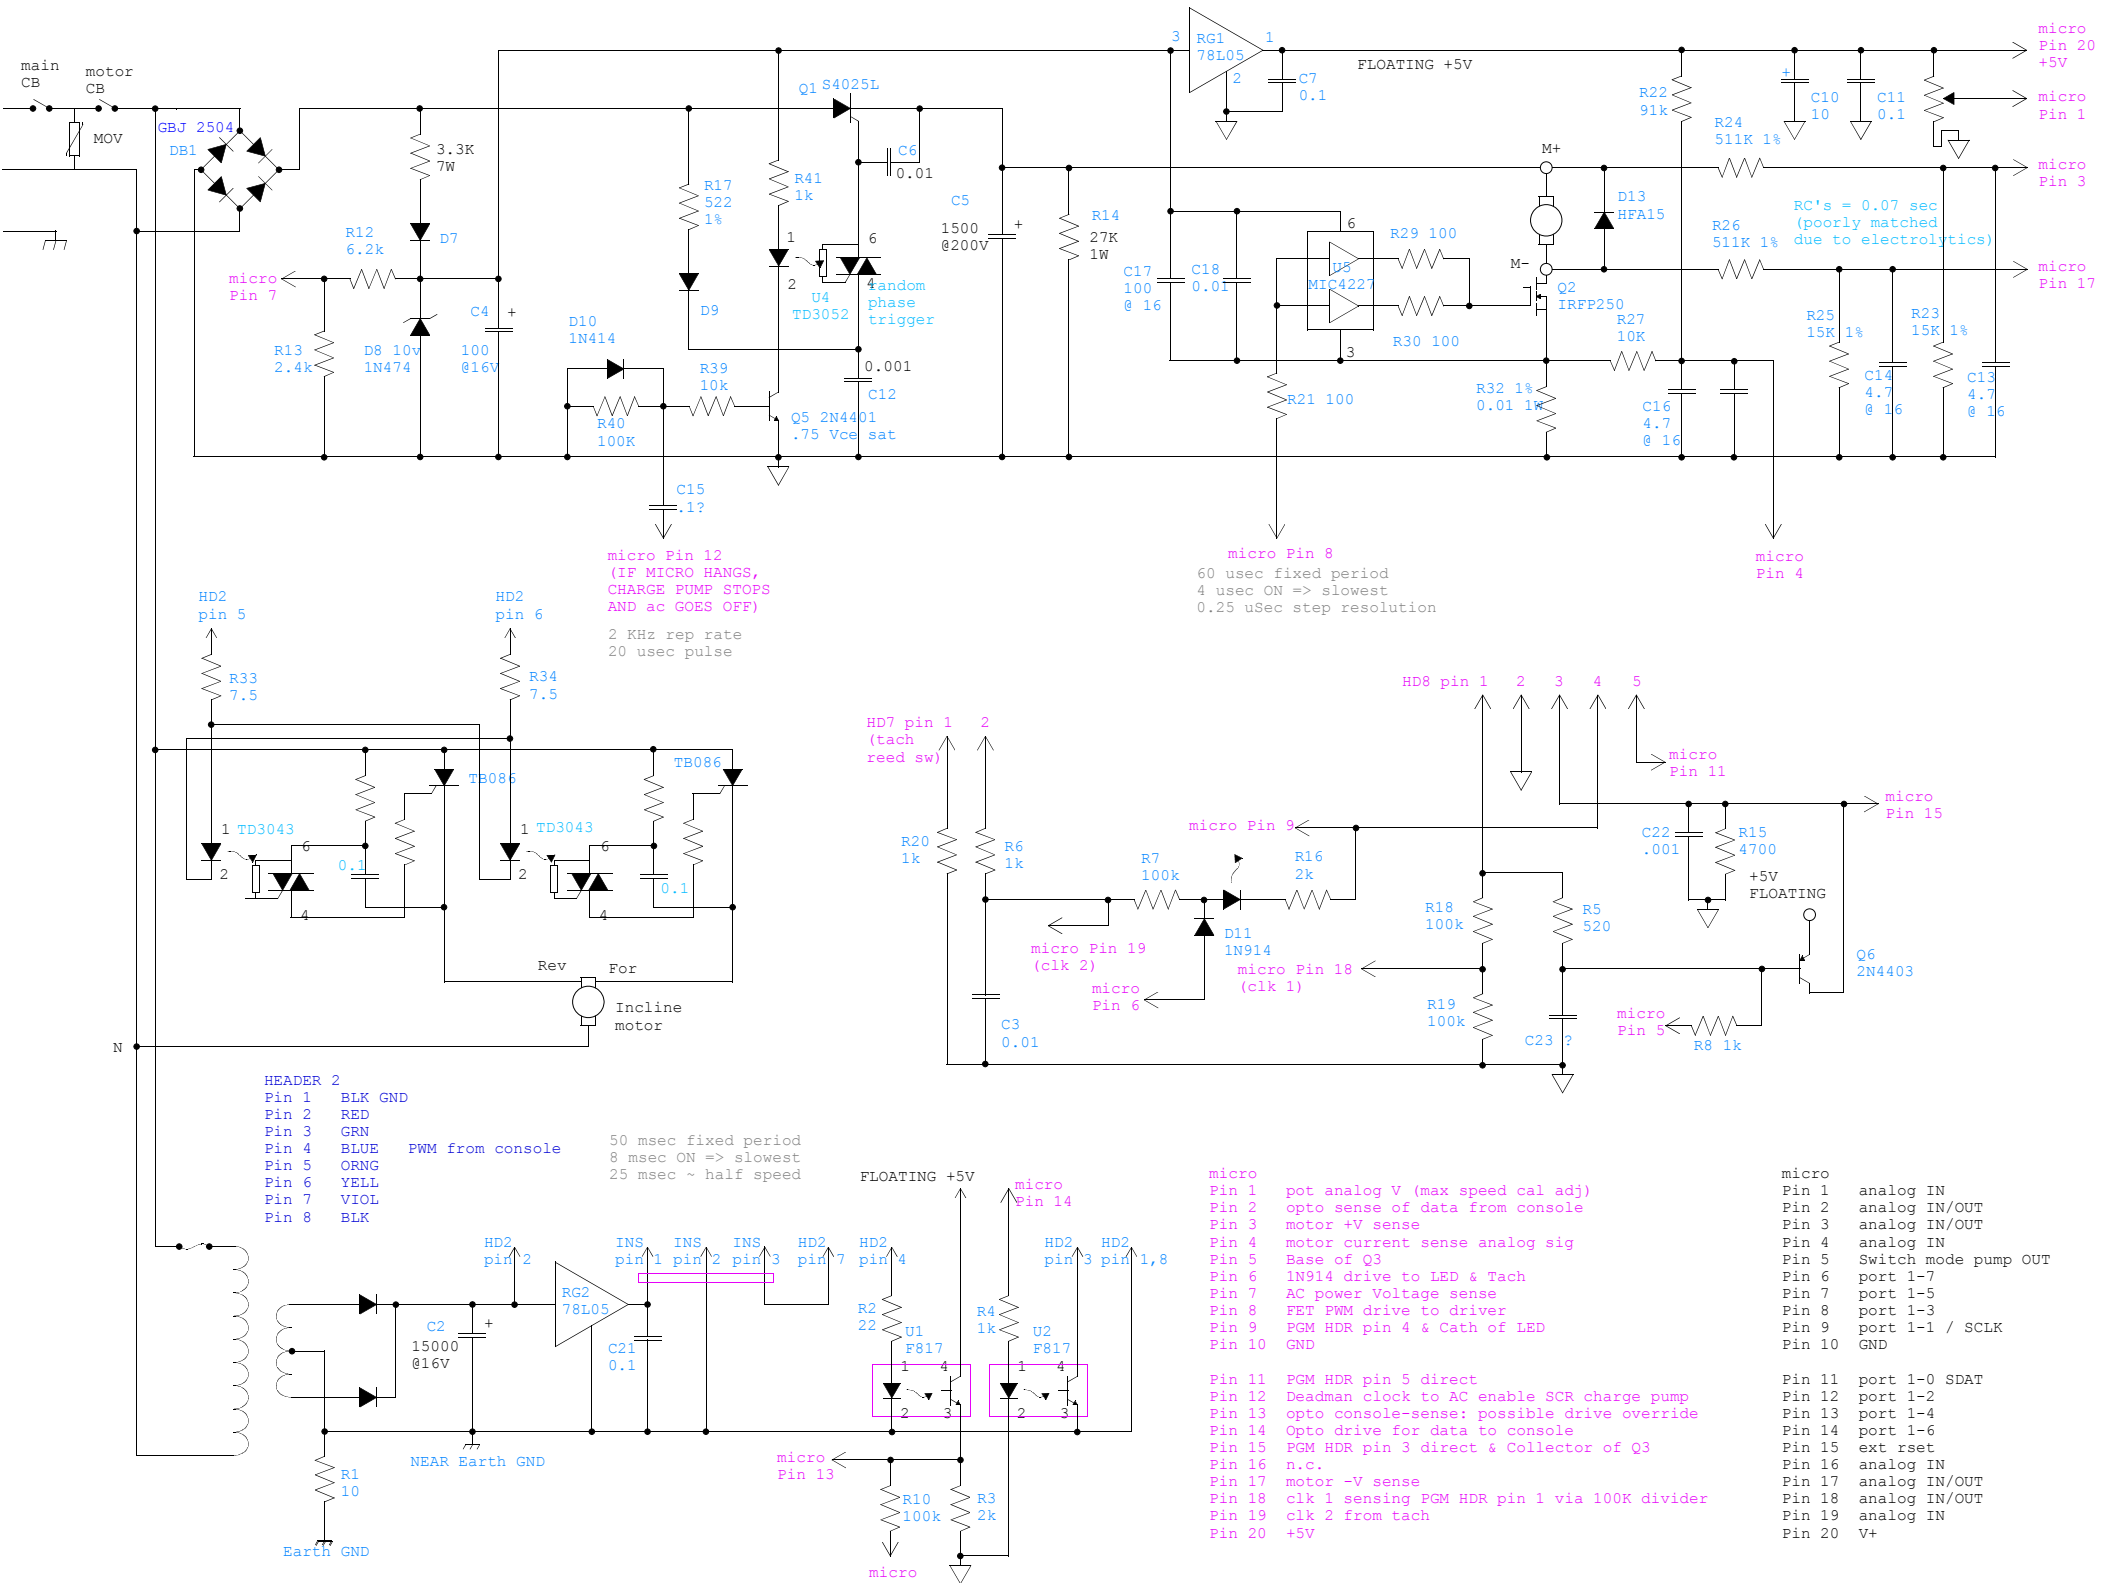 main
CB
motor
CB
MOV
GBJ 2504
DB1
3.3K
7W
R12
6.2k
D7
micro
Pin 7
R13
2.4k
D8 10v
1N474
C4
+
100
@16V
D10
1N414
R40
100K
R39
10k
R17
522
1%
D9
Q1 S4025L
R41
1k
1
2
6
4
U4
TD3052
random
phase
trigger
C6
0.01
0.001
C12
Q5 2N4401
.75 Vce sat
C15
.1?
micro Pin 12
(IF MICRO HANGS,
CHARGE PUMP STOPS
AND ac GOES OFF)
2 KHz rep rate
20 usec pulse
C5
1500
@200V
+
R14
27K
1W
3
RG1
78L05
1
2
C7
0.1
FLOATING +5V
C17
100
@ 16
C18
0.01
6
U5
MIC4227
3
R29 100
R30 100
R21 100
micro Pin 8
60 usec fixed period
4 usec ON => slowest
0.25 uSec step resolution
M+
M-
D13
HFA15
Q2
IRFP250
R32 1%
0.01 1W
R27
10K
R22
91k
R24
511K 1%
R26
511K 1%
C16
4.7
@ 16
micro
Pin 4
+
C10
10
C11
0.1
micro
Pin 20
+5V
micro
Pin 1
micro
Pin 3
RC's = 0.07 sec
(poorly matched
due to electrolytics)
micro
Pin 17
R25
15K 1%
C14
4.7
@ 16
R23
15K 1%
C13
4.7
@ 16
HD2
pin 5
HD2
pin 6
R33
7.5
R34
7.5
1
TD3043
2
6
4
0.1
TB086
1
TD3043
2
6
4
0.1
TB086
Rev
For
Incline
motor
N
HD7 pin 1
2
(tach
reed sw)
R20
1k
R6
1k
C3
0.01
micro Pin 19
(clk 2)
R7
100k
micro Pin 9
R16
2k
D11
1N914
micro
Pin 6
micro Pin 18
(clk 1)
HD8 pin 1
2
3
4
5
micro
Pin 11
micro
Pin 15
C22
.001
R15
4700
+5V
FLOATING
R18
100k
R5
520
R19
100k
C23 ?
Q6
2N4403
micro
Pin 5
R8 1k
HEADER 2
Pin 1 BLK GND
Pin 2 RED
Pin 3 GRN
Pin 4 BLUE PWM from console
Pin 5 ORNG
Pin 6 YELL
Pin 7 VIOL
Pin 8 BLK
50 msec fixed period
8 msec ON => slowest
25 msec ~ half speed
HD2
pin 2
INS
pin 1
INS
pin 2
INS
pin 3
HD2
pin 7
HD2
pin 4
FLOATING +5V
micro
Pin 14
HD2
pin 3
HD2
pin 1,8
C2
+
15000
@16V
RG2
78L05
C21
0.1
R2
22
U1
F817
1
4
2
3
R4
1k
U2
F817
1
4
2
3
NEAR Earth GND
R1
10
Earth GND
micro
Pin 13
R10
100k
R3
2k
micro
micro
Pin 1 pot analog V (max speed cal adj)
Pin 2 opto sense of data from console
Pin 3 motor +V sense
Pin 4 motor current sense analog sig
Pin 5 Base of Q3
Pin 6 1N914 drive to LED & Tach
Pin 7 AC power Voltage sense
Pin 8 FET PWM drive to driver
Pin 9 PGM HDR pin 4 & Cath of LED
Pin 10 GND
Pin 11 PGM HDR pin 5 direct
Pin 12 Deadman clock to AC enable SCR charge pump
Pin 13 opto console-sense: possible drive override
Pin 14 Opto drive for data to console
Pin 15 PGM HDR pin 3 direct & Collector of Q3
Pin 16 n.c.
Pin 17 motor -V sense
Pin 18 clk 1 sensing PGM HDR pin 1 via 100K divider
Pin 19 clk 2 from tach
Pin 20 +5V
micro
Pin 1 analog IN
Pin 2 analog IN/OUT
Pin 3 analog IN/OUT
Pin 4 analog IN
Pin 5 Switch mode pump OUT
Pin 6 port 1-7
Pin 7 port 1-5
Pin 8 port 1-3
Pin 9 port 1-1 / SCLK
Pin 10 GND
Pin 11 port 1-0 SDAT
Pin 12 port 1-2
Pin 13 port 1-4
Pin 14 port 1-6
Pin 15 ext rset
Pin 16 analog IN
Pin 17 analog IN/OUT
Pin 18 analog IN/OUT
Pin 19 analog IN
Pin 20 V+